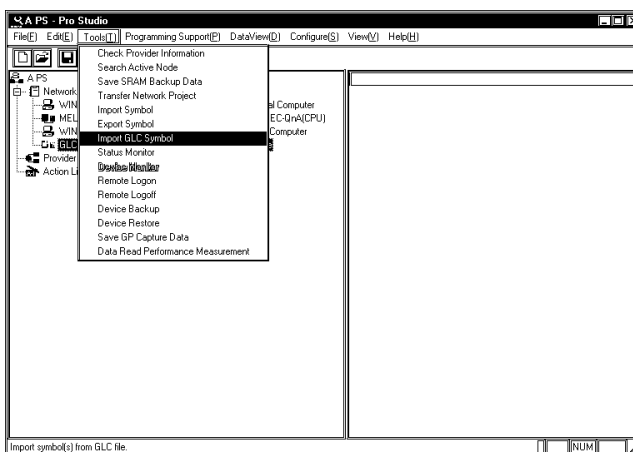 A PS - Pro Studio
File(F) Edit(E) Tools(T) Programming Support(P) DataView(D) Configure(S) View(V) Help(H)
Check Provider Information
Search Active Node
Save SRAM Backup Data
Transfer Network Project
Import Symbol
Export Symbol
Import GLC Symbol
Status Monitor
Device Monitor
Remote Logon
Remote Logoff
Device Backup
Device Restore
Save GP Capture Data
Data Read Performance Measurement
A PS
Network
WIN
al Computer
MEL
EC-QnA(CPU)
WIN
Computer
GLC
Provider
Action Li
Import symbol(s) from GLC file.
NUM